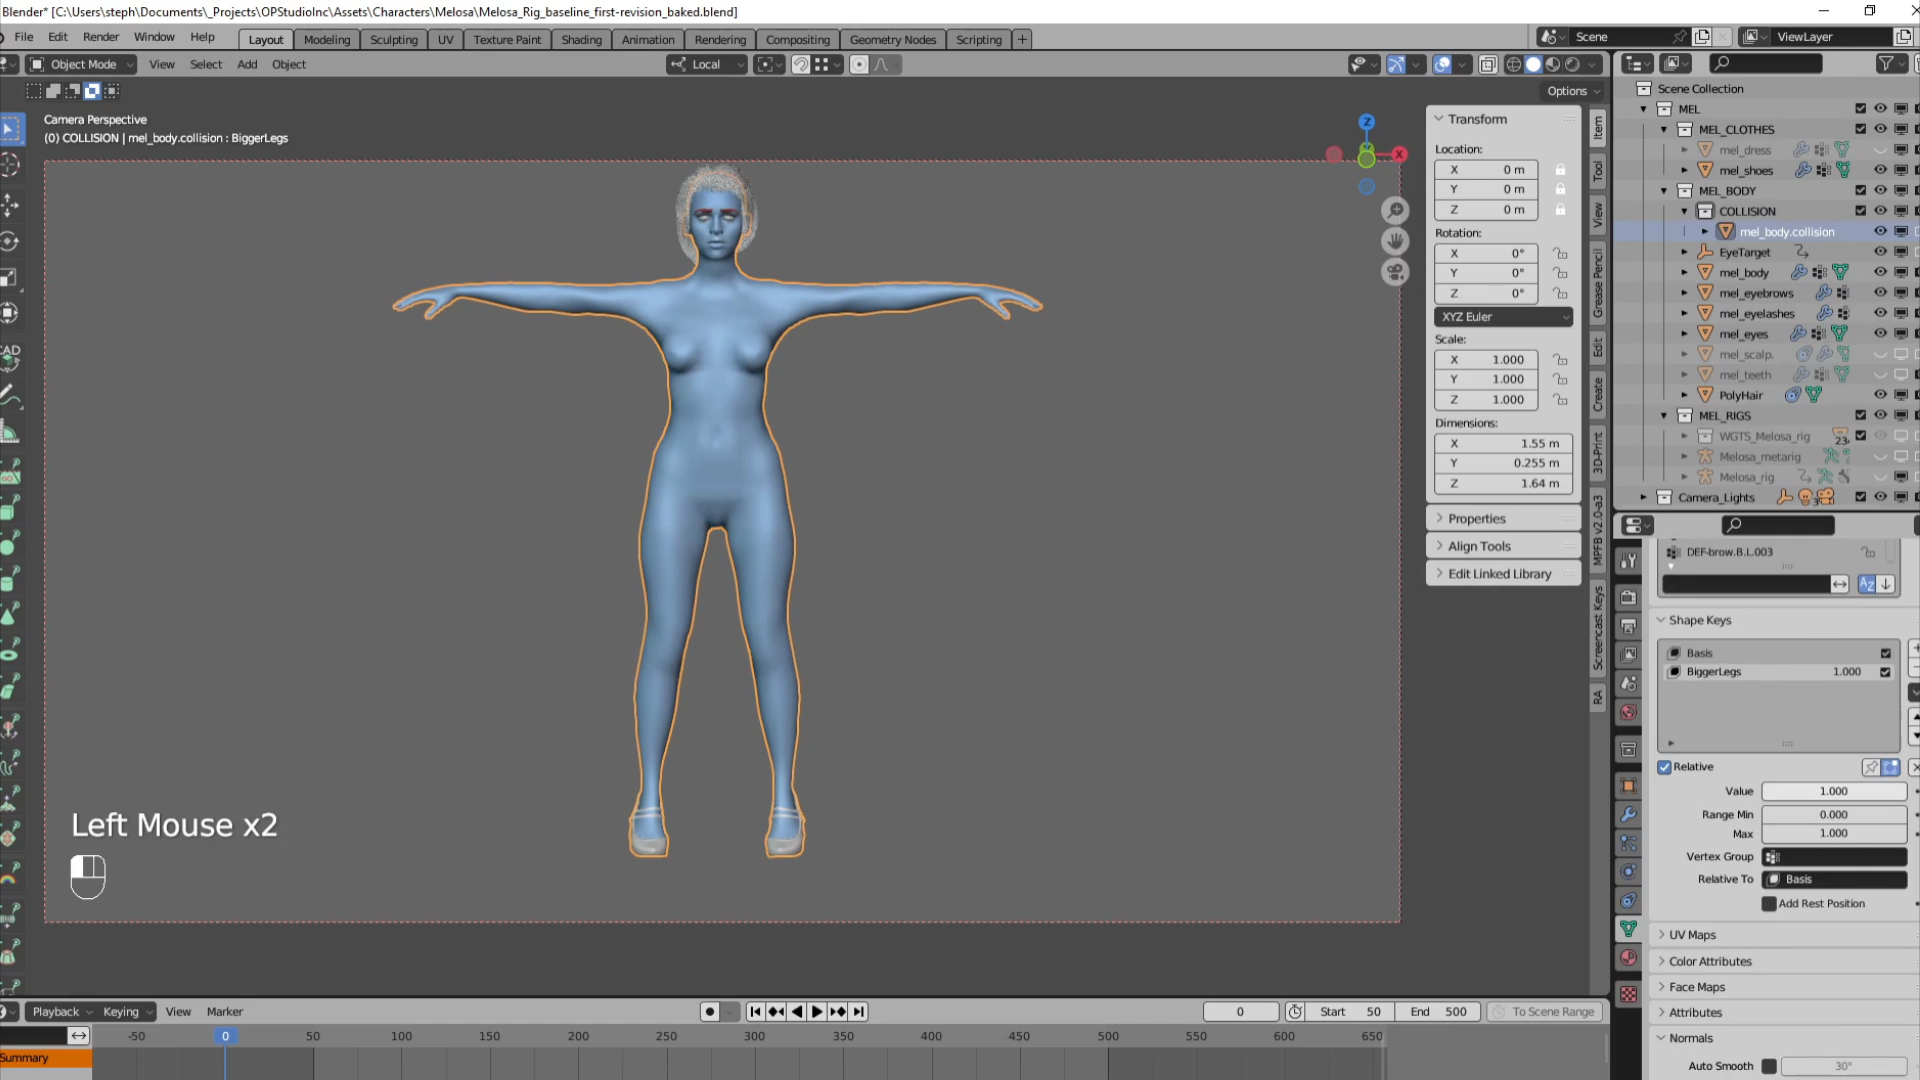 Blender* [C:\Users\steph\Documents\_Projects\OPStudioInc\Assets\Characters\Melosa\Melosa_Rig_baseline_first-revision_baked.blend]
File Edit Render Window Help Layout Modeling Sculpting UV Texture Paint Shading Animation Rendering Compositing Geometry Nodes Scripting + Scene ViewLayer
Object Mode View Select Add Object Local
Options
Camera Perspective
(0) COLLISION | mel_body.collision : BiggerLegs
Z
X
Transform
Location:
X 0 m
Y 0 m
Z 0 m
Rotation:
X 0°
Y 0°
Z 0°
XYZ Euler
Scale:
X 1.000
Y 1.000
Z 1.000
Dimensions:
X 1.55 m
Y 0.255 m
Z 1.64 m
Properties
Align Tools
Edit Linked Library
Item
Tool
View
Grease Pencil
Edit
Create
3D-Print
MPFB v2.0-a3
Screencast Keys
RA
CAD
Scene Collection
MEL
MEL_CLOTHES
mel_dress
mel_shoes
MEL_BODY
COLLISION
mel_body.collision
EyeTarget
mel_body
mel_eyebrows
mel_eyelashes
mel_eyes
mel_scalp.
mel_teeth
PolyHair
MEL_RIGS
WGTS_Melosa_rig 23
Melosa_metarig
Melosa_rig
Camera_Lights 3
DEF-brow.B.L.003
Shape Keys
Basis
BiggerLegs 1.000
Relative
Value 1.000
Range Min 0.000
Max 1.000
Vertex Group
Relative To Basis
Add Rest Position
UV Maps
Color Attributes
Face Maps
Attributes
Normals
Auto Smooth 30°
Left Mouse x2
Playback Keying View Marker 0 Start 50 End 500 To Scene Range
-50 0 50 100 150 200 250 300 350 400 450 500 550 600 650
Summary